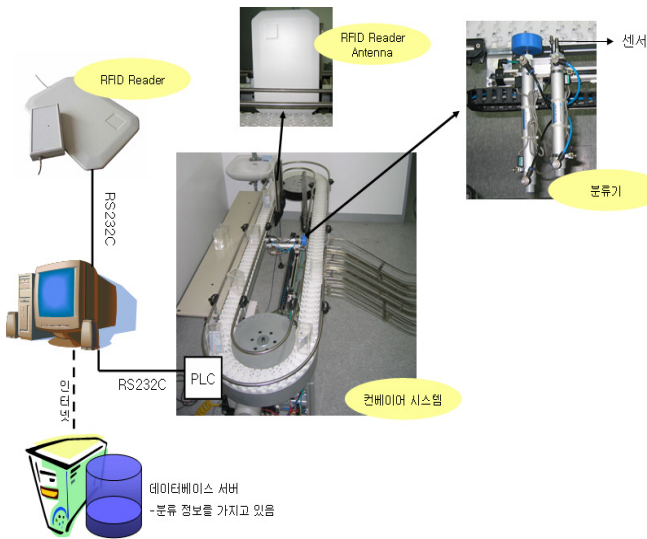 RFID Reader
Antenna
센서
RFID Reader
분류기
RS232C
PLC
RS232C
컨베이어 시스템
인터넷
데이터베이스 서버
-분류 정보를 가지고 있음